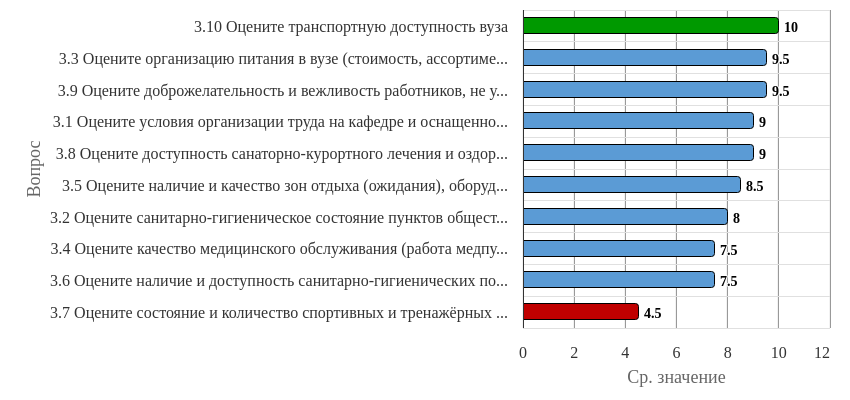 3.10 Оцените транспортную доступность вуза 10
3.3 Оцените организацию питания в вузе (стоимость, ассортиме... 9.5
3.9 Оцените доброжелательность и вежливость работников, не у... 9.5
3.1 Оцените условия организации труда на кафедре и оснащенно... 9
3.8 Оцените доступность санаторно-курортного лечения и оздор... 9
3.5 Оцените наличие и качество зон отдыха (ожидания), оборуд... 8.5
3.2 Оцените санитарно-гигиеническое состояние пунктов общест... 8
3.4 Оцените качество медицинского обслуживания (работа медпу... 7.5
3.6 Оцените наличие и доступность санитарно-гигиенических по... 7.5
3.7 Оцените состояние и количество спортивных и тренажёрных ... 4.5
Вопрос
0 2 4 6 8 10 12
Ср. значение